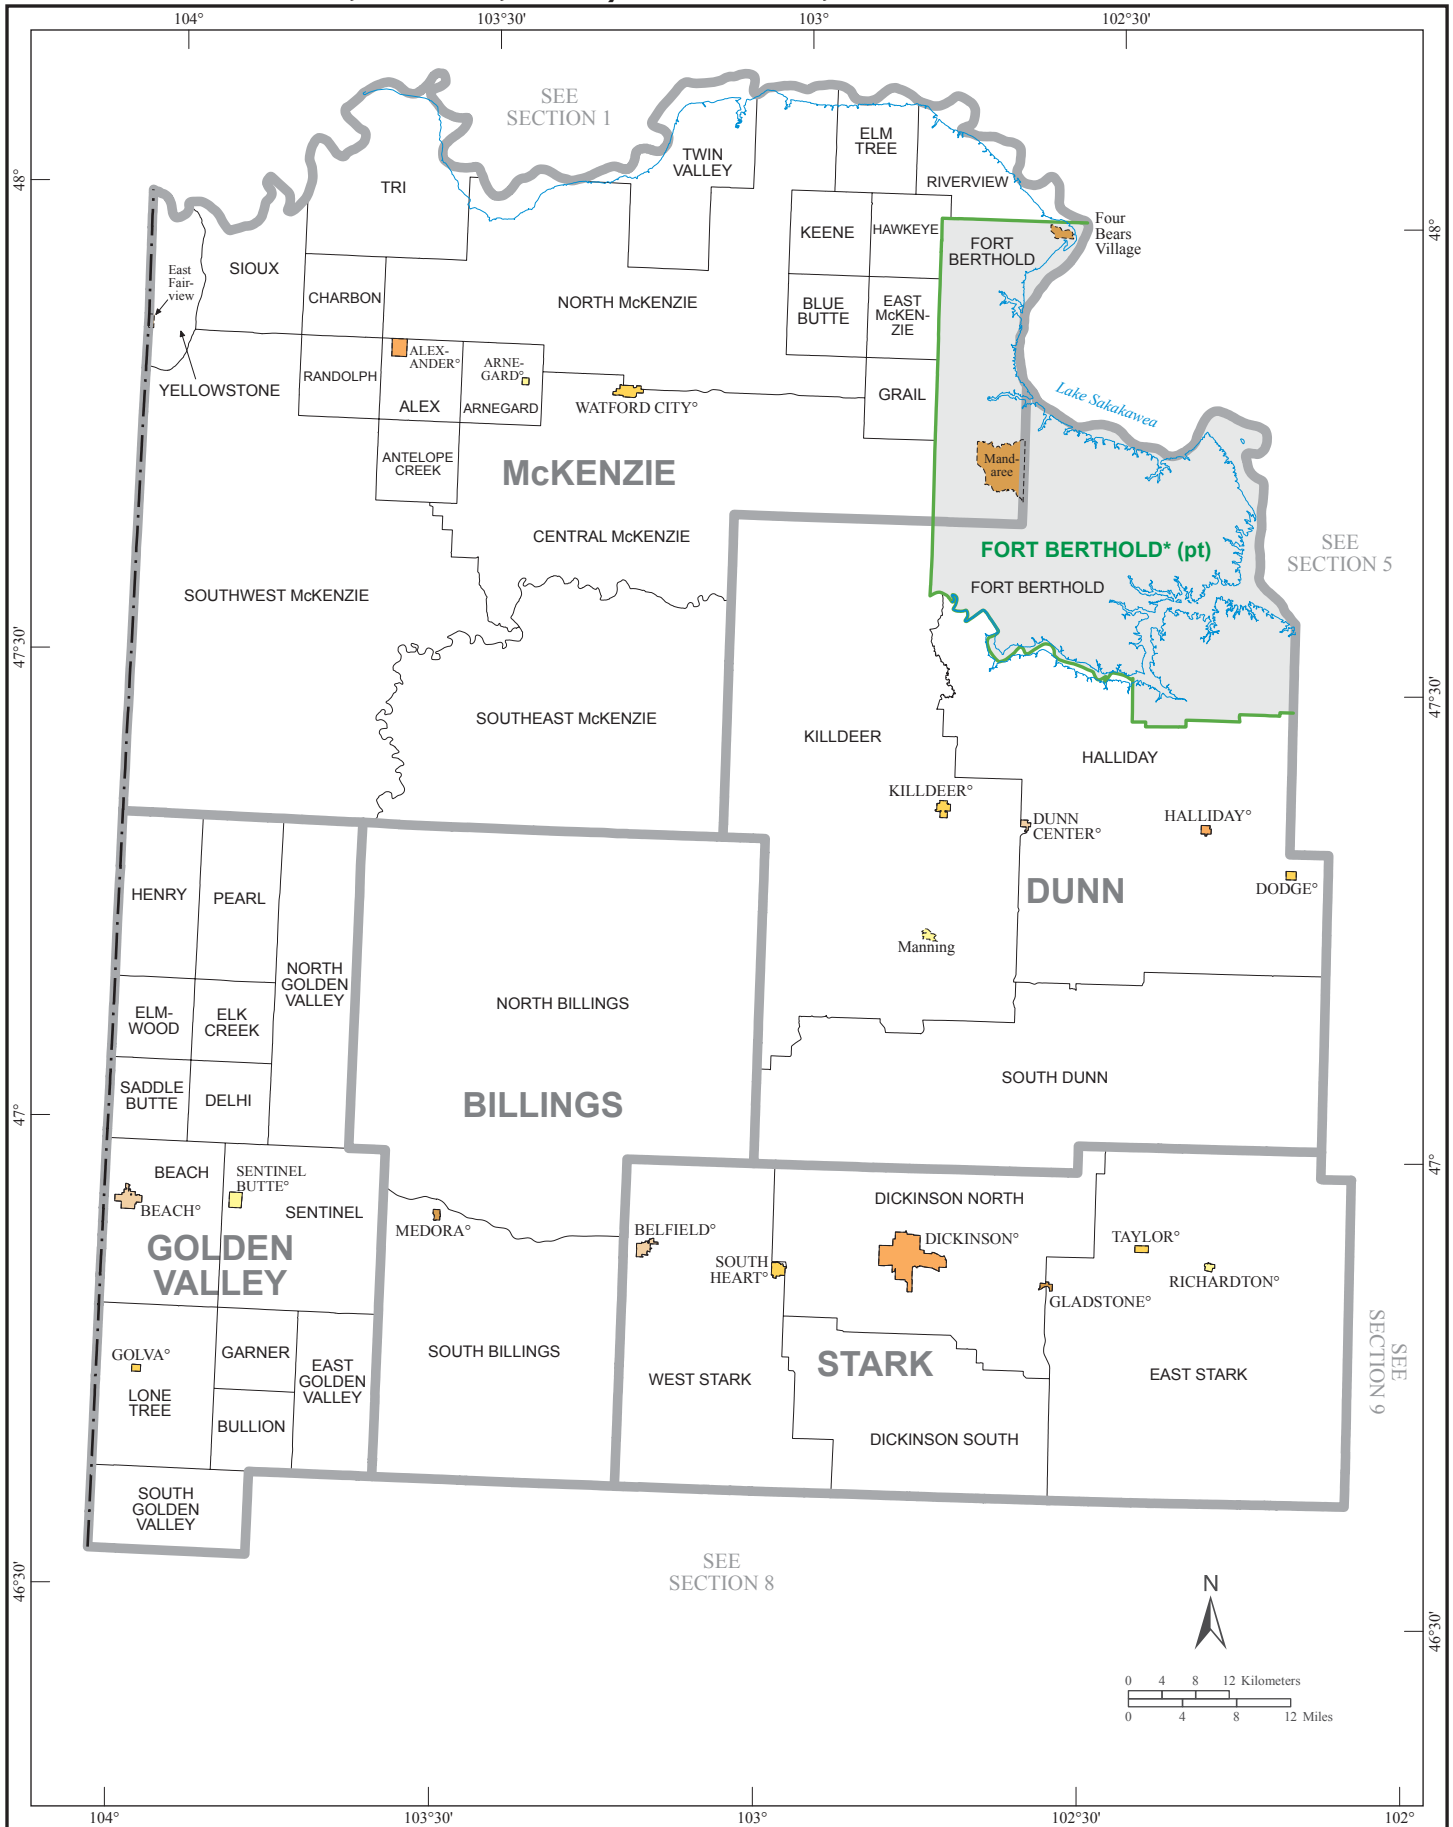 104°
103°30'
103°
102°30'
SEE
SECTION 1
ELM
TREE
TWIN
VALLEY
TRI
RIVERVIEW
48°
48°
Four
Bears
Village
KEENE
HAWKEYE
FORT
BERTHOLD
SIOUX
East
Fair-
view
CHARBON
NORTH McKENZIE
BLUE
BUTTE
EAST
McKEN-
ZIE
ALEX-
ANDER°
ARNE-
GARD°
RANDOLPH
YELLOWSTONE
ALEX
ARNEGARD
WATFORD CITY°
GRAIL
Lake Sakakawea
ANTELOPE
CREEK
McKENZIE
Mand-
aree
CENTRAL McKENZIE
FORT BERTHOLD* (pt)
SEE
SECTION 5
FORT BERTHOLD
SOUTHWEST McKENZIE
47°30'
47°30'
SOUTHEAST McKENZIE
KILLDEER
HALLIDAY
KILLDEER°
DUNN
CENTER°
HALLIDAY°
DODGE°
DUNN
HENRY
PEARL
Manning
NORTH
GOLDEN
VALLEY
NORTH BILLINGS
ELM-
WOOD
ELK
CREEK
SOUTH DUNN
SADDLE
BUTTE
DELHI
BILLINGS
47°
47°
BEACH
SENTINEL
BUTTE°
BEACH°
SENTINEL
MEDORA°
DICKINSON NORTH
BELFIELD°
DICKINSON°
TAYLOR°
GOLDEN
VALLEY
SOUTH
HEART°
RICHARDTON°
GLADSTONE°
GOLVA°
GARNER
EAST
GOLDEN
VALLEY
SOUTH BILLINGS
WEST STARK
STARK
EAST STARK
SEE
SECTION 9
LONE
TREE
BULLION
DICKINSON SOUTH
SOUTH
GOLDEN
VALLEY
SEE
SECTION 8
46°30'
46°30'
N
0 4 8 12 Kilometers
0 4 8 12 Miles
104°
103°30'
103°
102°30'
102°